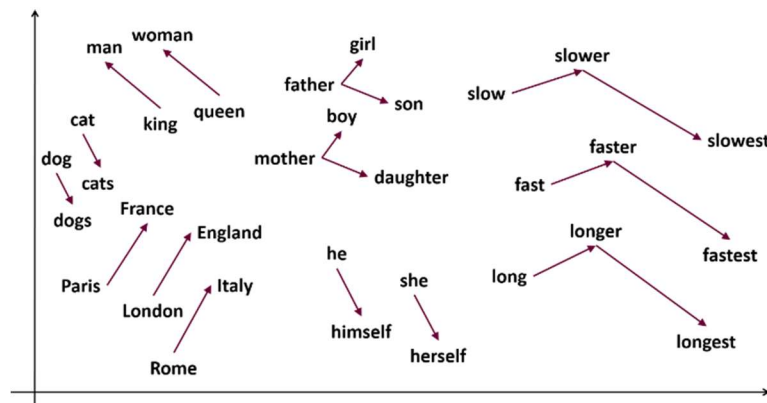 man
woman
king
queen
cat
dog
cats
dogs
France
England
Paris
London
Italy
Rome
girl
father
son
boy
mother
daughter
he
himself
she
herself
slower
slow
slowest
faster
fast
fastest
longer
long
longest